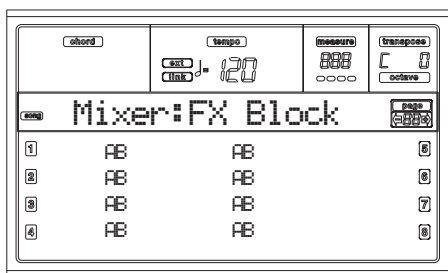 chord tempo measure transpose
ext link ♩= 120 888 C 0
octave
song Mixer:FX Block page
1 AB AB 5
2 AB AB 6
3 AB AB 7
4 AB AB 8